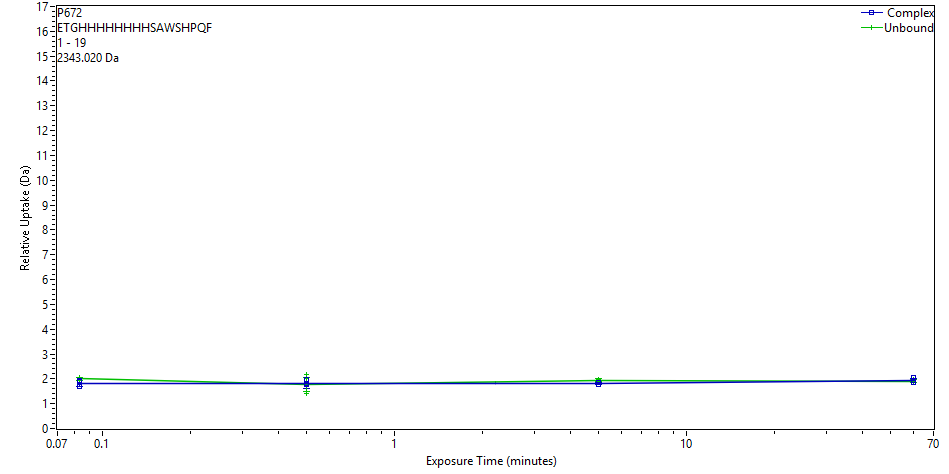 P672
ETGHHHHHHHHSAWSHPQF
1 - 19
2343.020 Da
Complex
Unbound
17
16
15
14
13
12
11
10
9
8
7
6
5
4
3
2
1
0
Relative Uptake (Da)
0.07 0.1 1 10 70
Exposure Time (minutes)